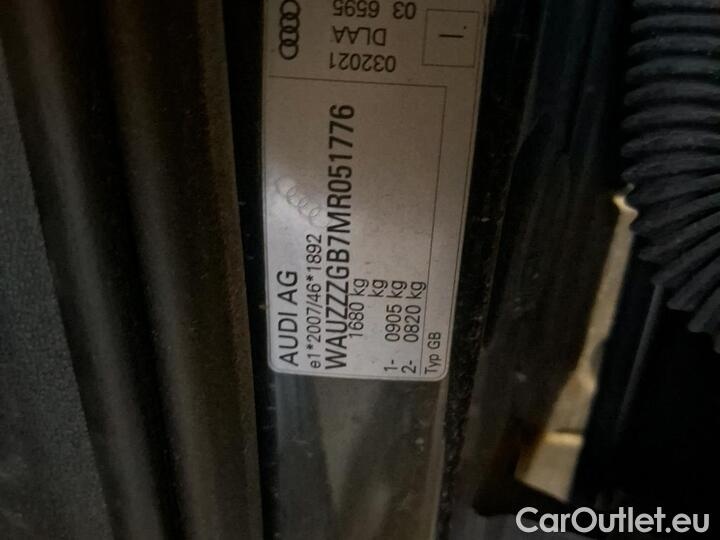 AUDI AG
e1*2007/46*1892
WAUZZZGB7MR051776
1680 kg
kg
1- 0905 kg
2- 0820 kg
Typ GB
032021
DLAA
03 6595
CarOutlet.eu